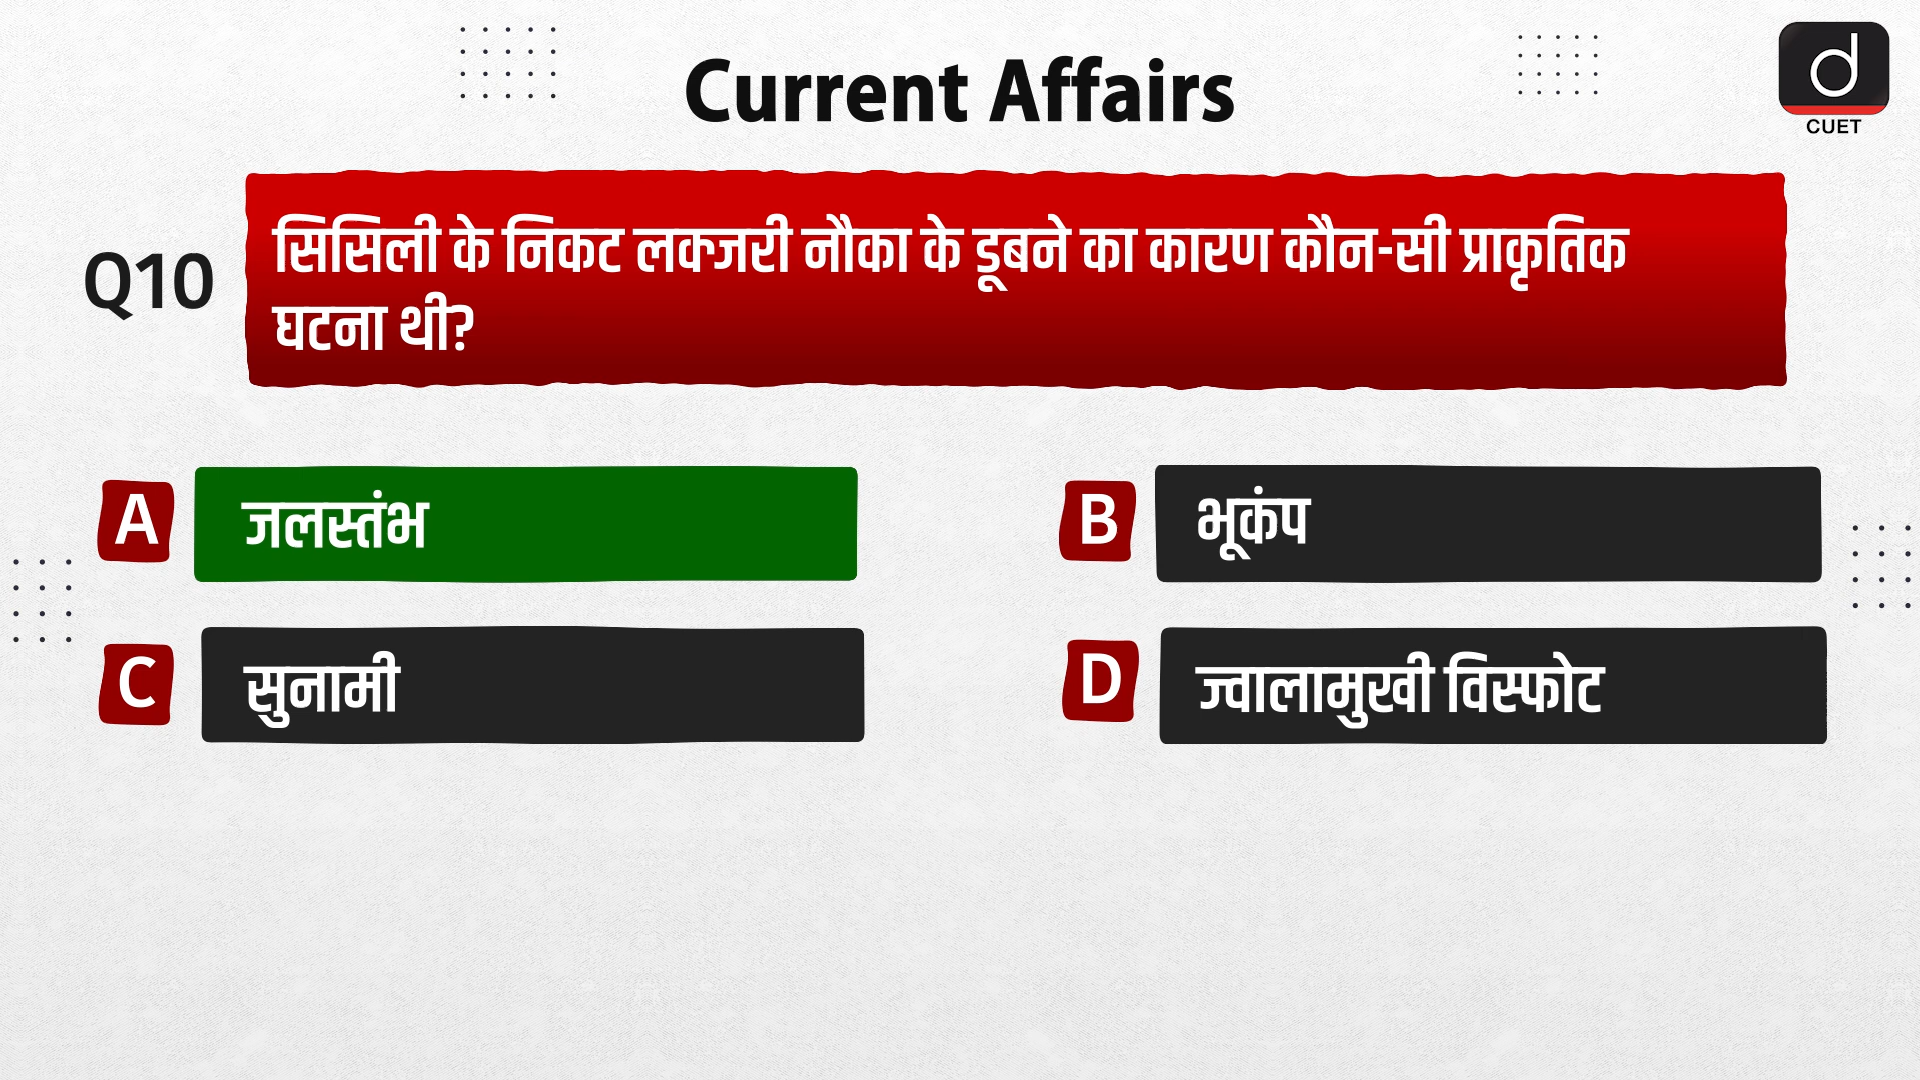 Current Affairs
d
CUET
Q10
सिसिली के निकट लक्जरी नौका के डूबने का कारण कौन-सी प्राकृतिक
घटना थी?
A जलस्तंभ
B भूकंप
C सुनामी
D ज्वालामुखी विस्फोट